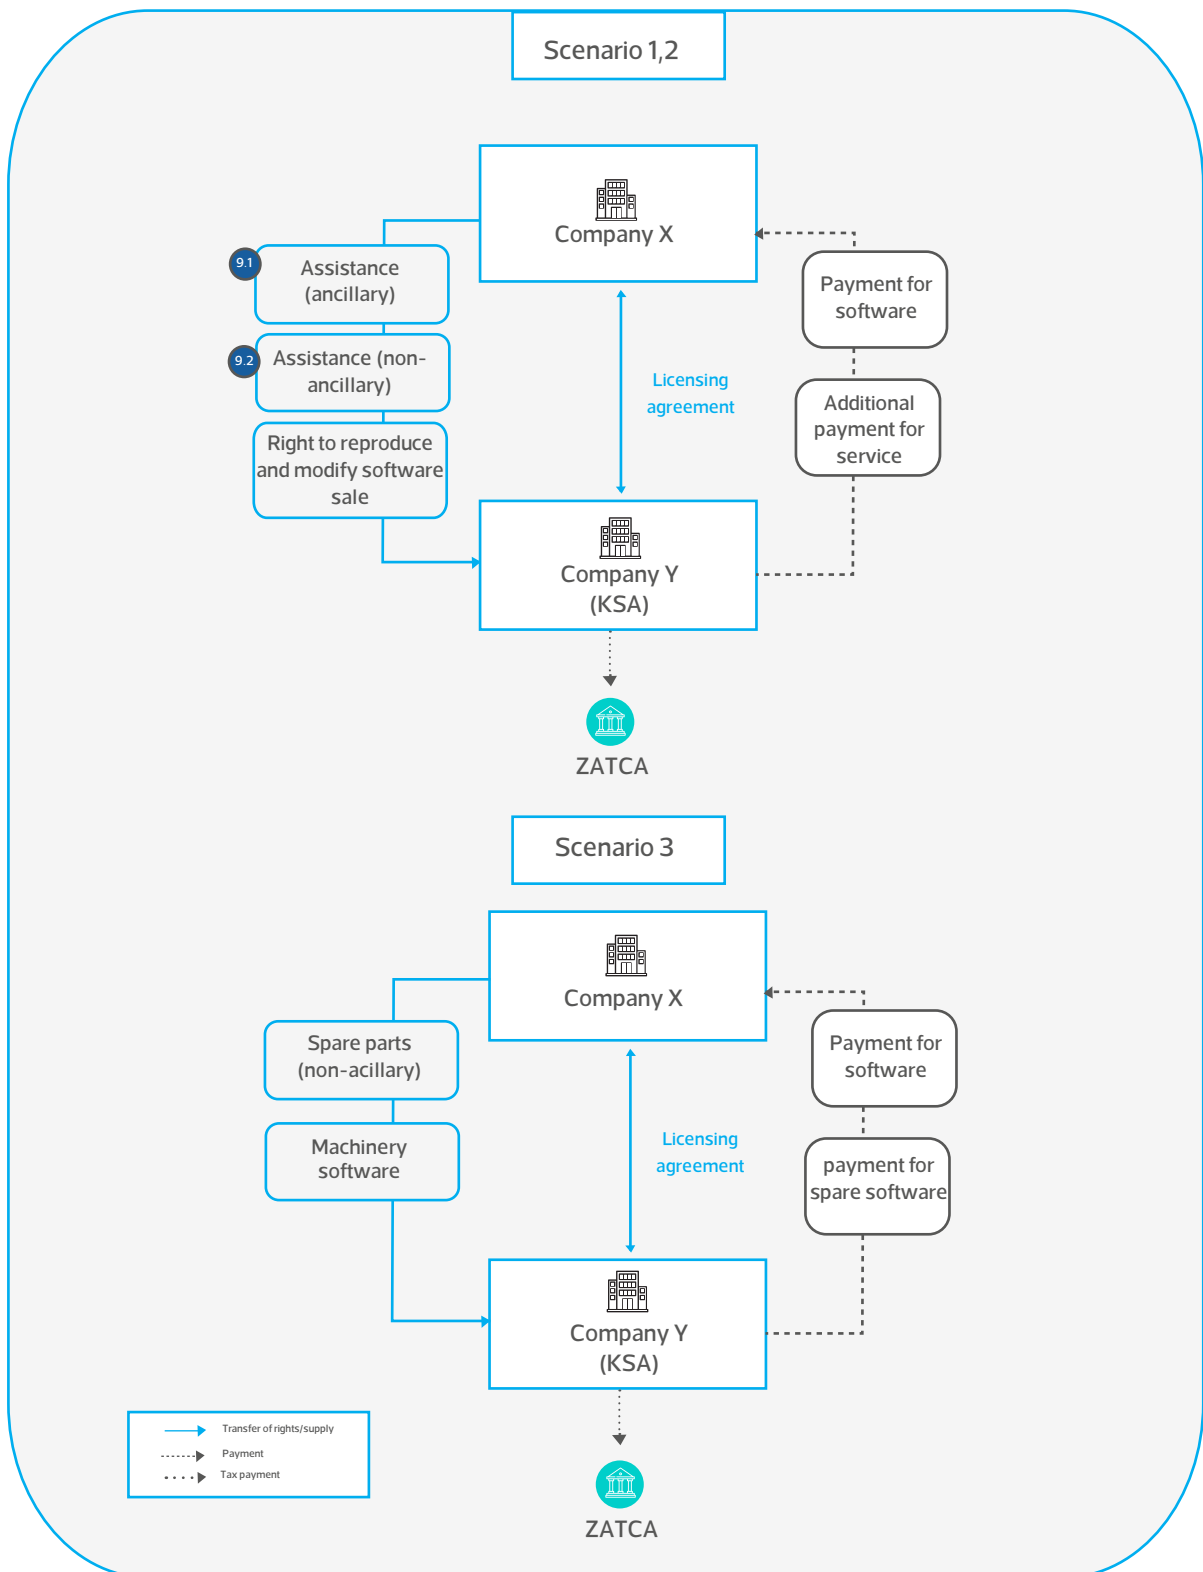 Scenario 1,2
Company X
9.1
Assistance
(ancillary)
9.2
Assistance (non-
ancillary)
Right to reproduce
and modify software
sale
Licensing
agreement
Payment for
software
Additional
payment for
service
Company Y
(KSA)
ZATCA
Scenario 3
Company X
Spare parts
(non-acillary)
Machinery
software
Licensing
agreement
Payment for
software
payment for
spare software
Company Y
(KSA)
ZATCA
Transfer of rights/supply
Payment
Tax payment